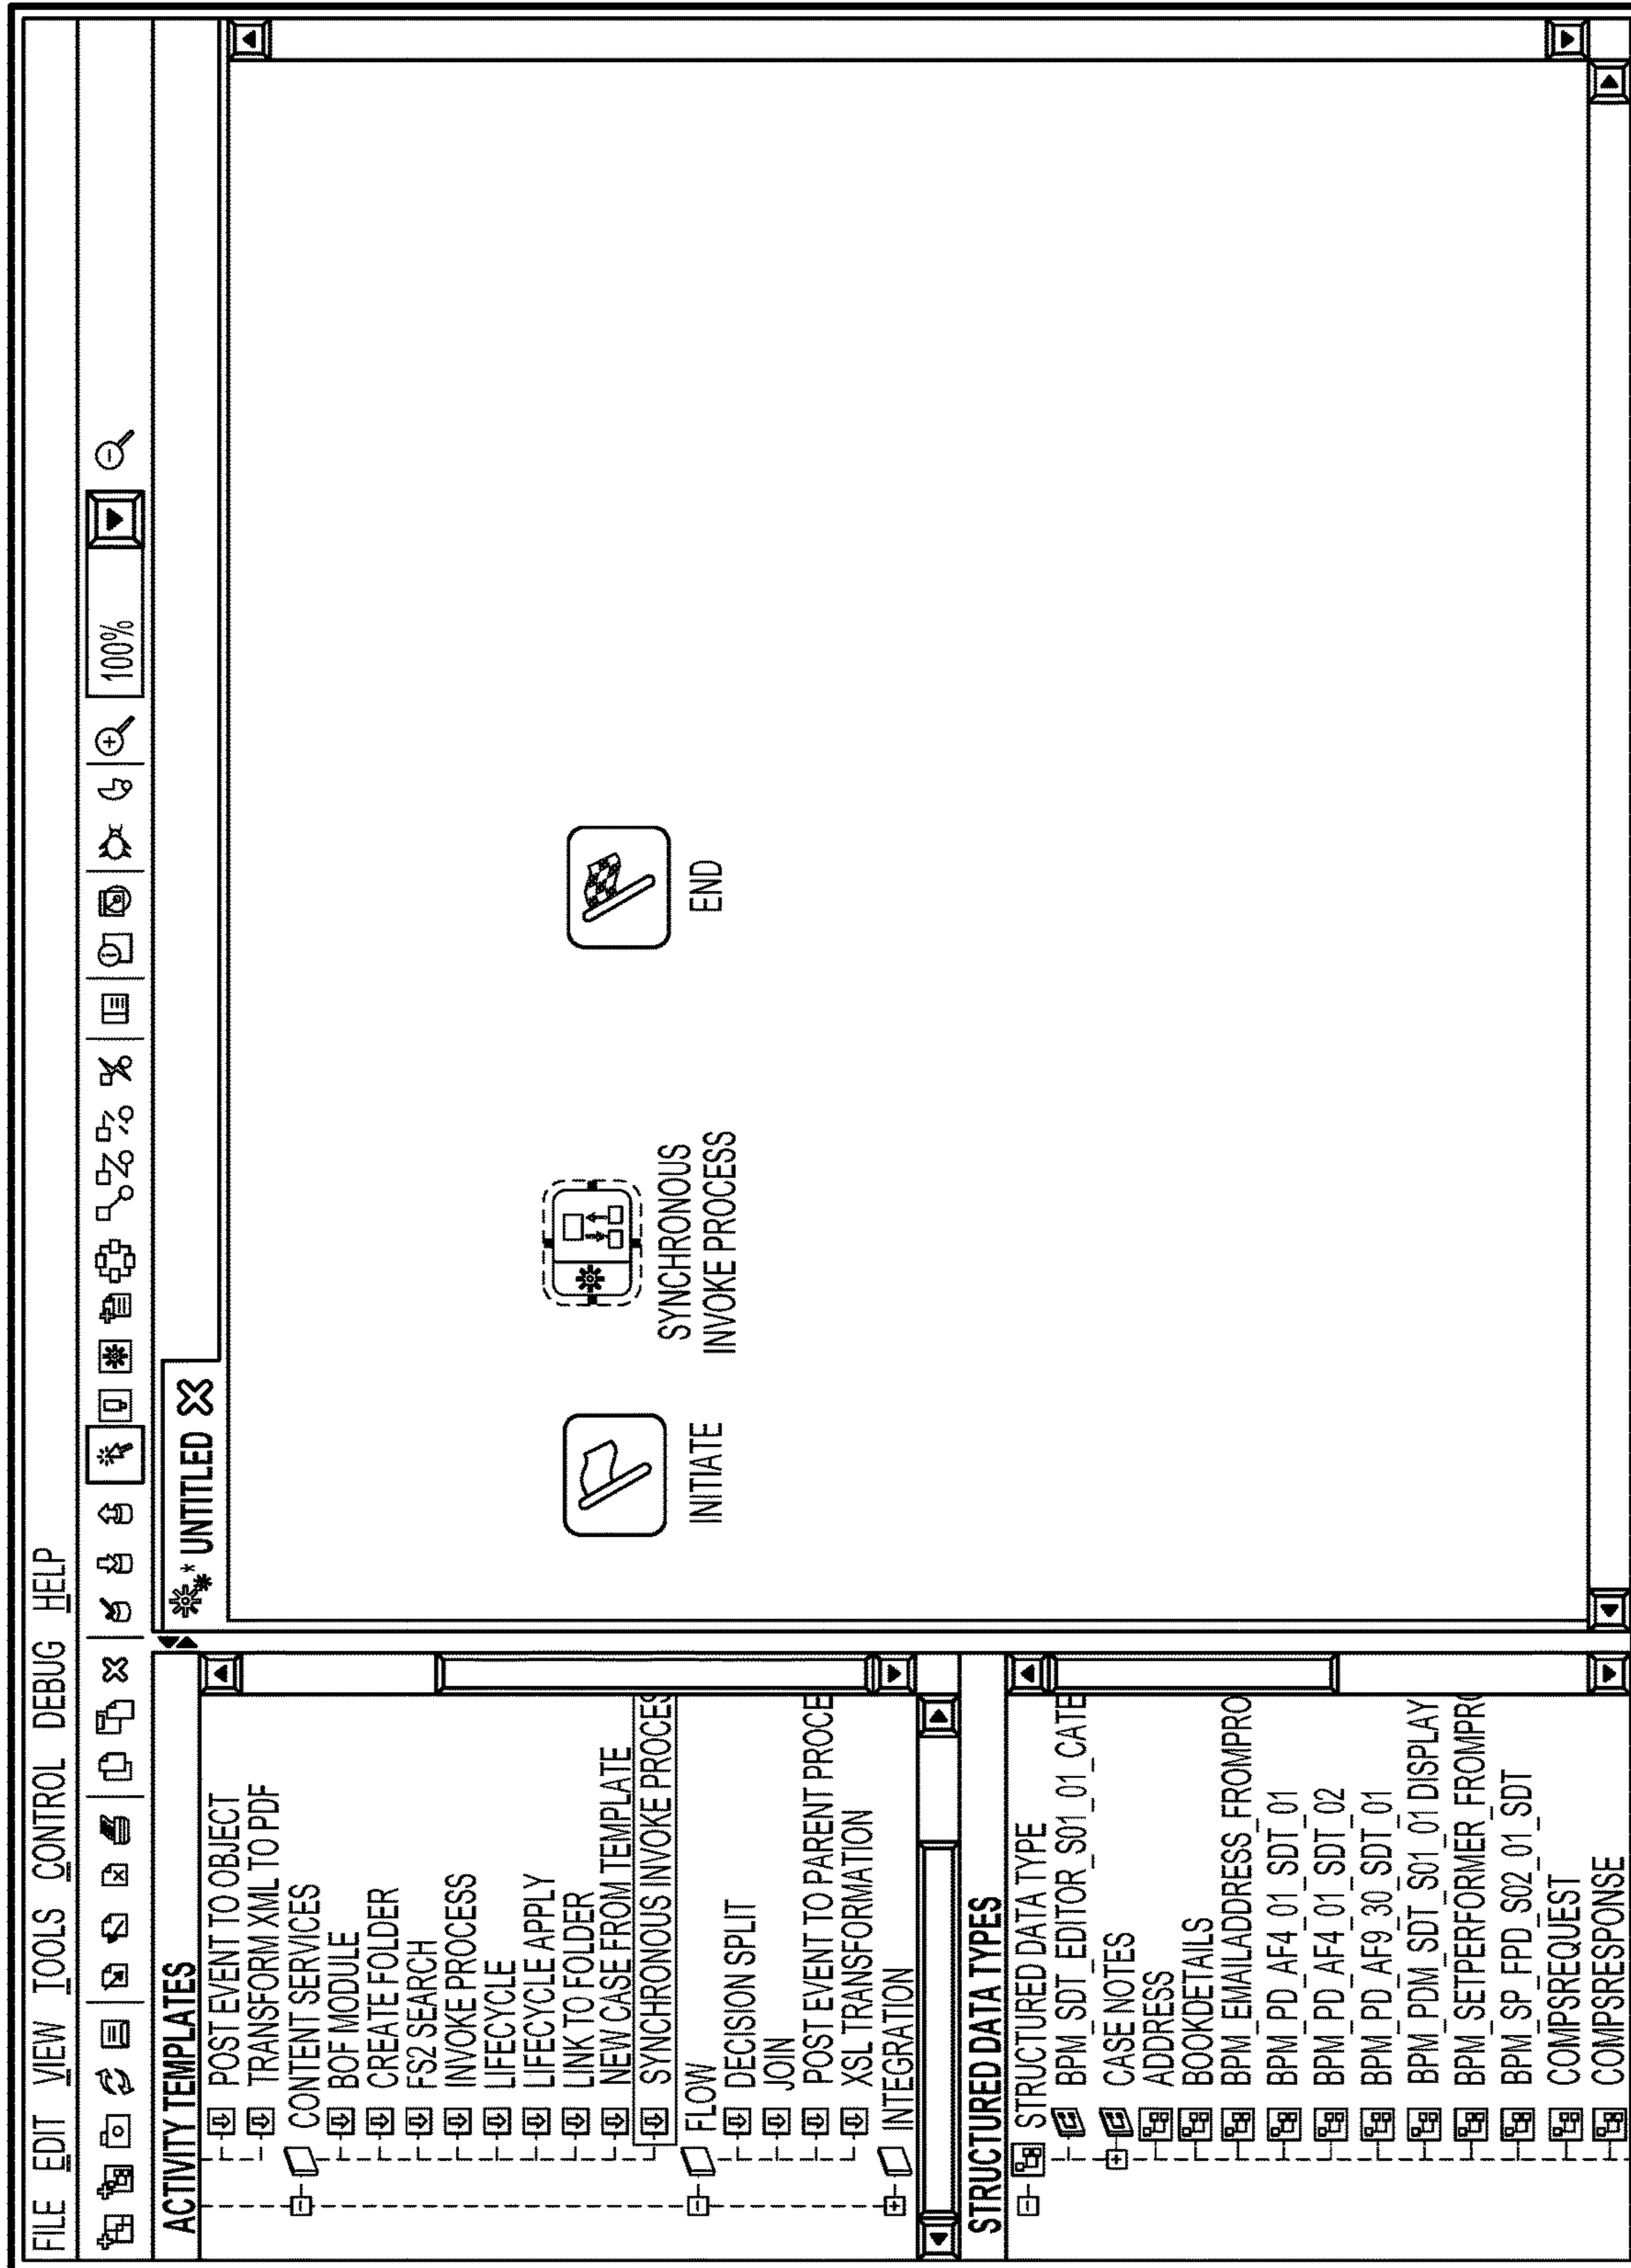 FILE EDIT VIEW TOOLS CONTROL DEBUG HELP
100%
ACTIVITY TEMPLATES
POST EVENT TO OBJECT
TRANSFORM XML TO PDF
CONTENT SERVICES
BOF MODULE
CREATE FOLDER
FS2 SEARCH
INVOKE PROCESS
LIFECYCLE
LIFECYCLE APPLY
LINK TO FOLDER
NEW CASE FROM TEMPLATE
SYNCHRONOUS INVOKE PROCES
FLOW
DECISION SPLIT
JOIN
POST EVENT TO PARENT PROCE
XSL TRANSFORMATION
INTEGRATION
STRUCTURED DATA TYPES
STRUCTURED DATA TYPE
BPM_SDT_EDITOR_S01_01_CATE
CASE NOTES
ADDRESS
BOOKDETAILS
BPM_EMAILADDRESS_FROMPRO
BPM_PD_AF4_01_SDT_01
BPM_PD_AF4_01_SDT_02
BPM_PD_AF9_30_SDT_01
BPM_PDM_SDT_S01_01 DISPLAY
BPM_SETPERFORMER_FROMPRO
BPM_SP_FPD_S02_01_SDT
COMPSREQUEST
COMPSRESPONSE
* UNTITLED
INITIATE
SYNCHRONOUS
INVOKE PROCESS
END